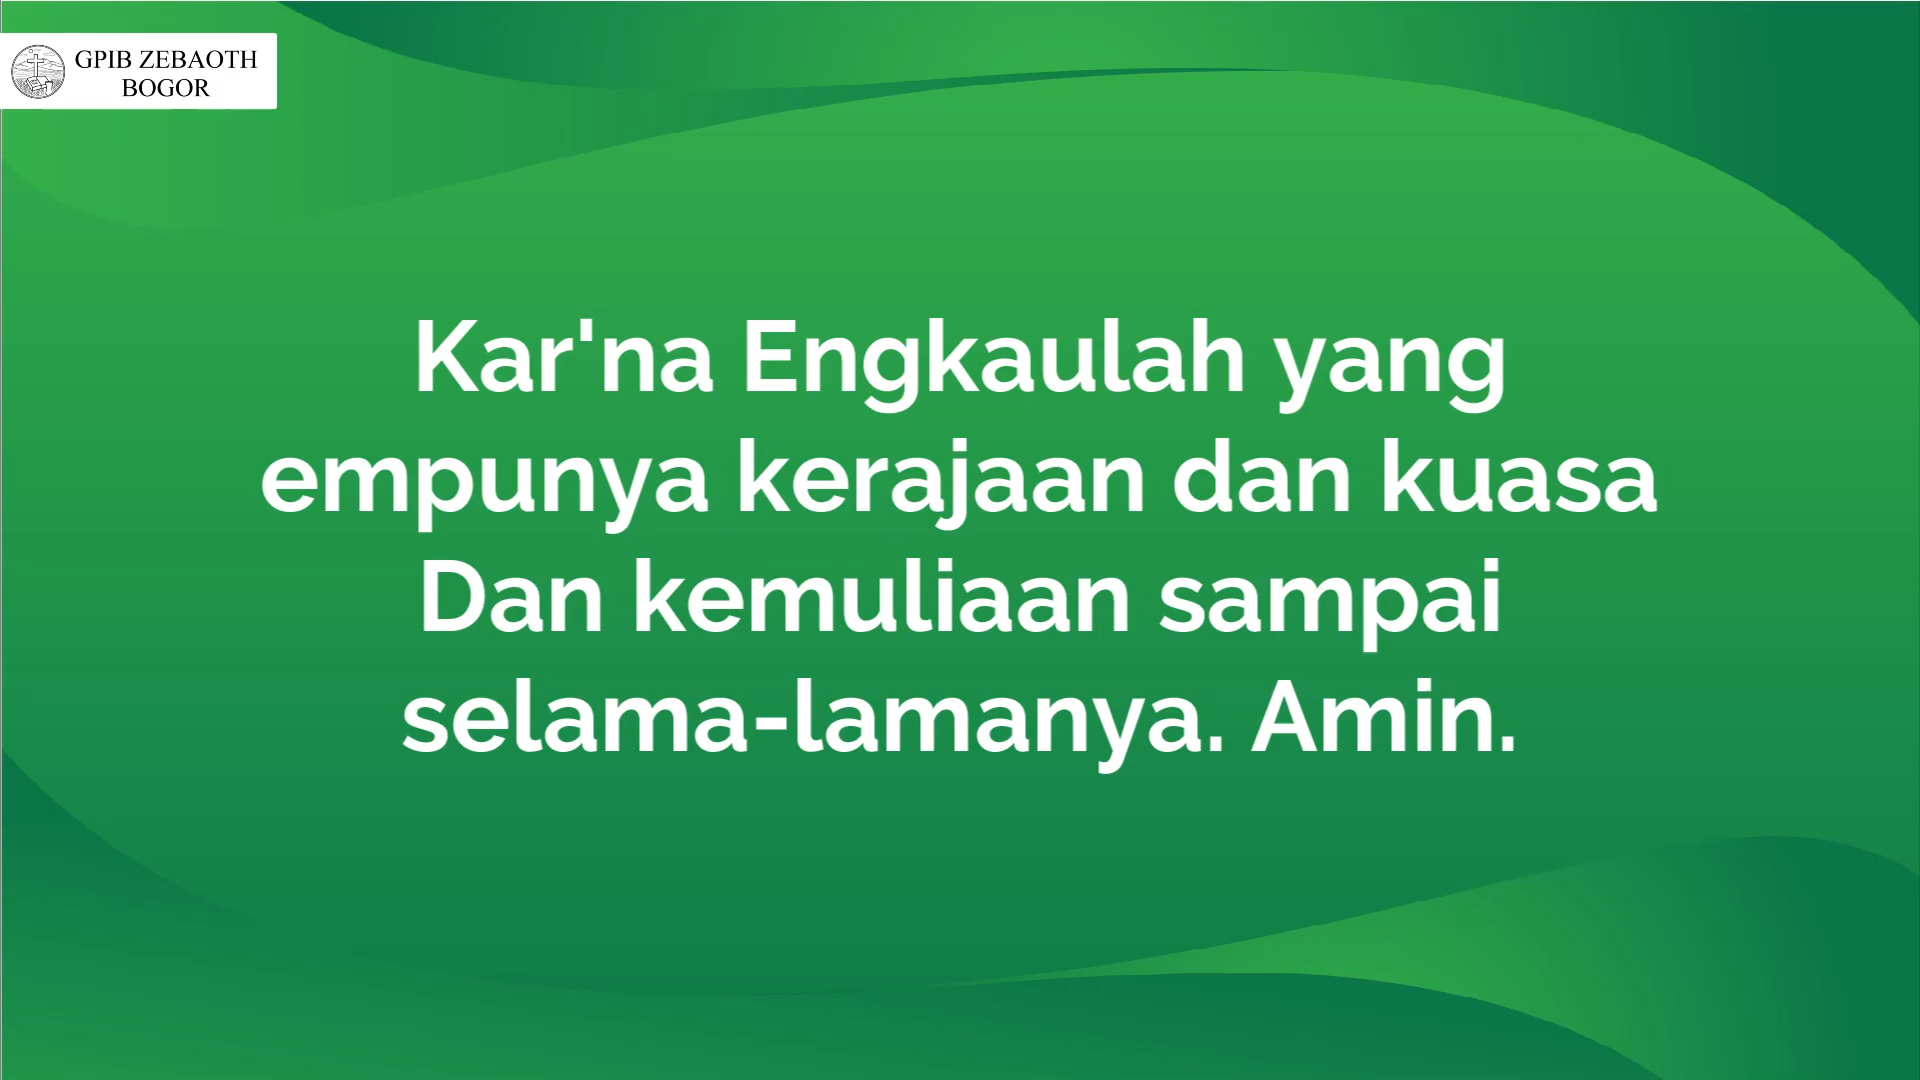 GPIB ZEBAOTH
BOGOR
Kar'na Engkaulah yang
empunya kerajaan dan kuasa
Dan kemuliaan sampai
selama-lamanya. Amin.